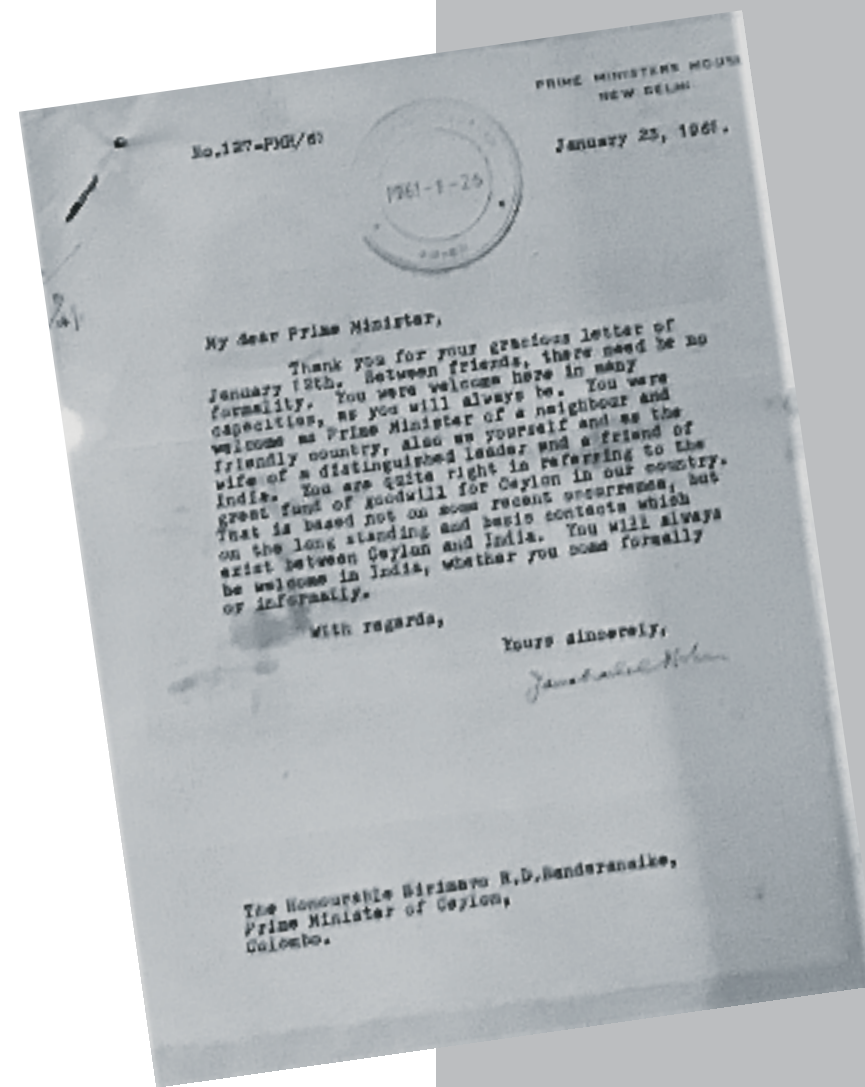 PRIME MINISTERS HOUSE
NEW DELHI
No.127-PMH/61
January 23, 1961.
1961-1-26
My dear Prime Minister,
Thank you for your gracious letter of
January 12th. Between friends, there need be no
formality. You were welcome here in many
capacities, as you will always be. You were
welcome as Prime Minister of a neighbour and
friendly country, also as yourself and as the
wife of a distinguished leader and a friend of
India. You are quite right in referring to the
great fund of goodwill for Ceylon in our country.
That is based not on some recent occurrence, but
on the long standing and basic contacts which
exist between Ceylon and India. You will always
be welcome in India, whether you come formally
or informally.
With regards,
Yours sincerely,
Jawaharlal Nehru
The Honourable Sirimavo R.D.Bandaranaike,
Prime Minister of Ceylon,
Colombo.